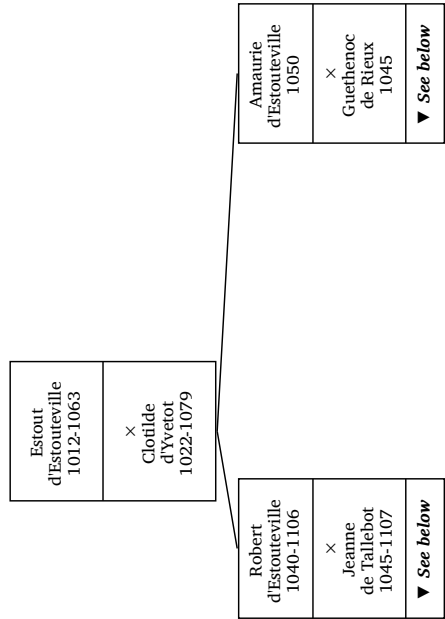 Estout
d'Estouteville
1012-1063
×
Clotilde
d'Yvetot
1022-1079
Robert
d'Estouteville
1040-1106
×
Jeanne
de Tallebot
1045-1107
▼ See below
Amaurie
d'Estouteville
1050
×
Guethenoc
de Rieux
1045
▼ See below